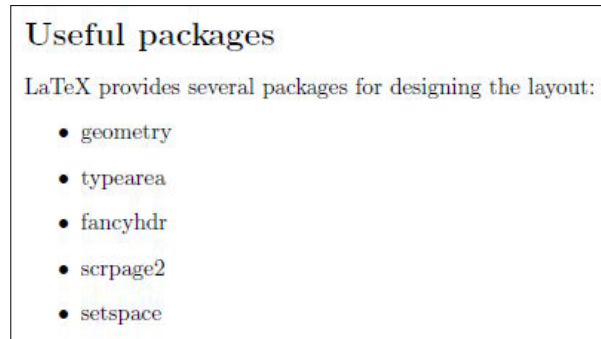 Useful packages
LaTeX provides several packages for designing the layout:
• geometry
• typearea
• fancyhdr
• scrpage2
• setspace